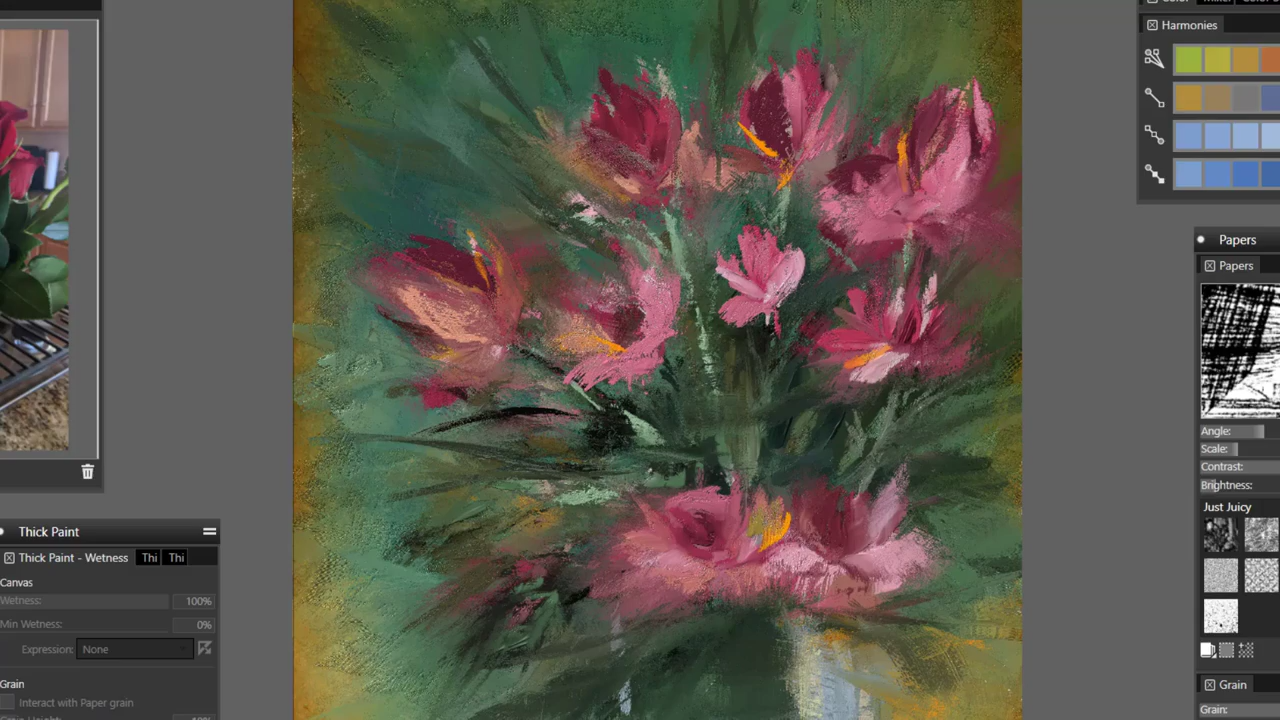 Harmonies
Papers
Papers
Angle:
Scale:
Contrast:
Brightness:
Just Juicy
Thick Paint
Thick Paint - Wetness Thi Thi
Canvas
Wetness: 100%
Min Wetness: 0%
Expression: None
Grain
Interact with Paper grain
Grain
Grain: